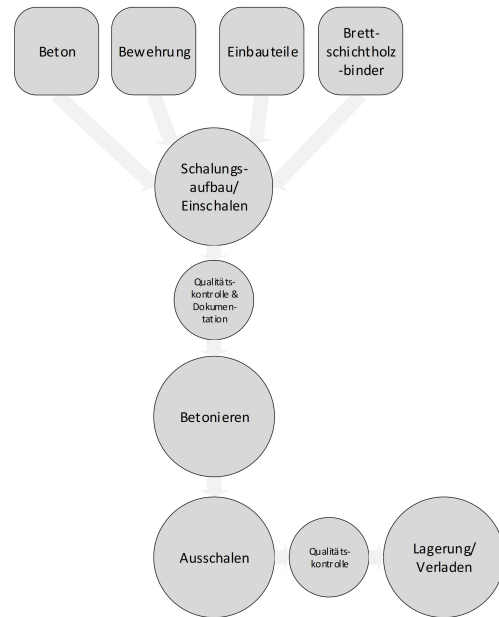 Beton
Bewehrung
Einbauteile
Brett-
schichtholz
-binder
Schalungs-
aufbau/
Einschalen
Qualitäts-
kontrolle &
Dokumen-
tation
Betonieren
Ausschalen
Qualitäts-
kontrolle
Lagerung/
Verladen